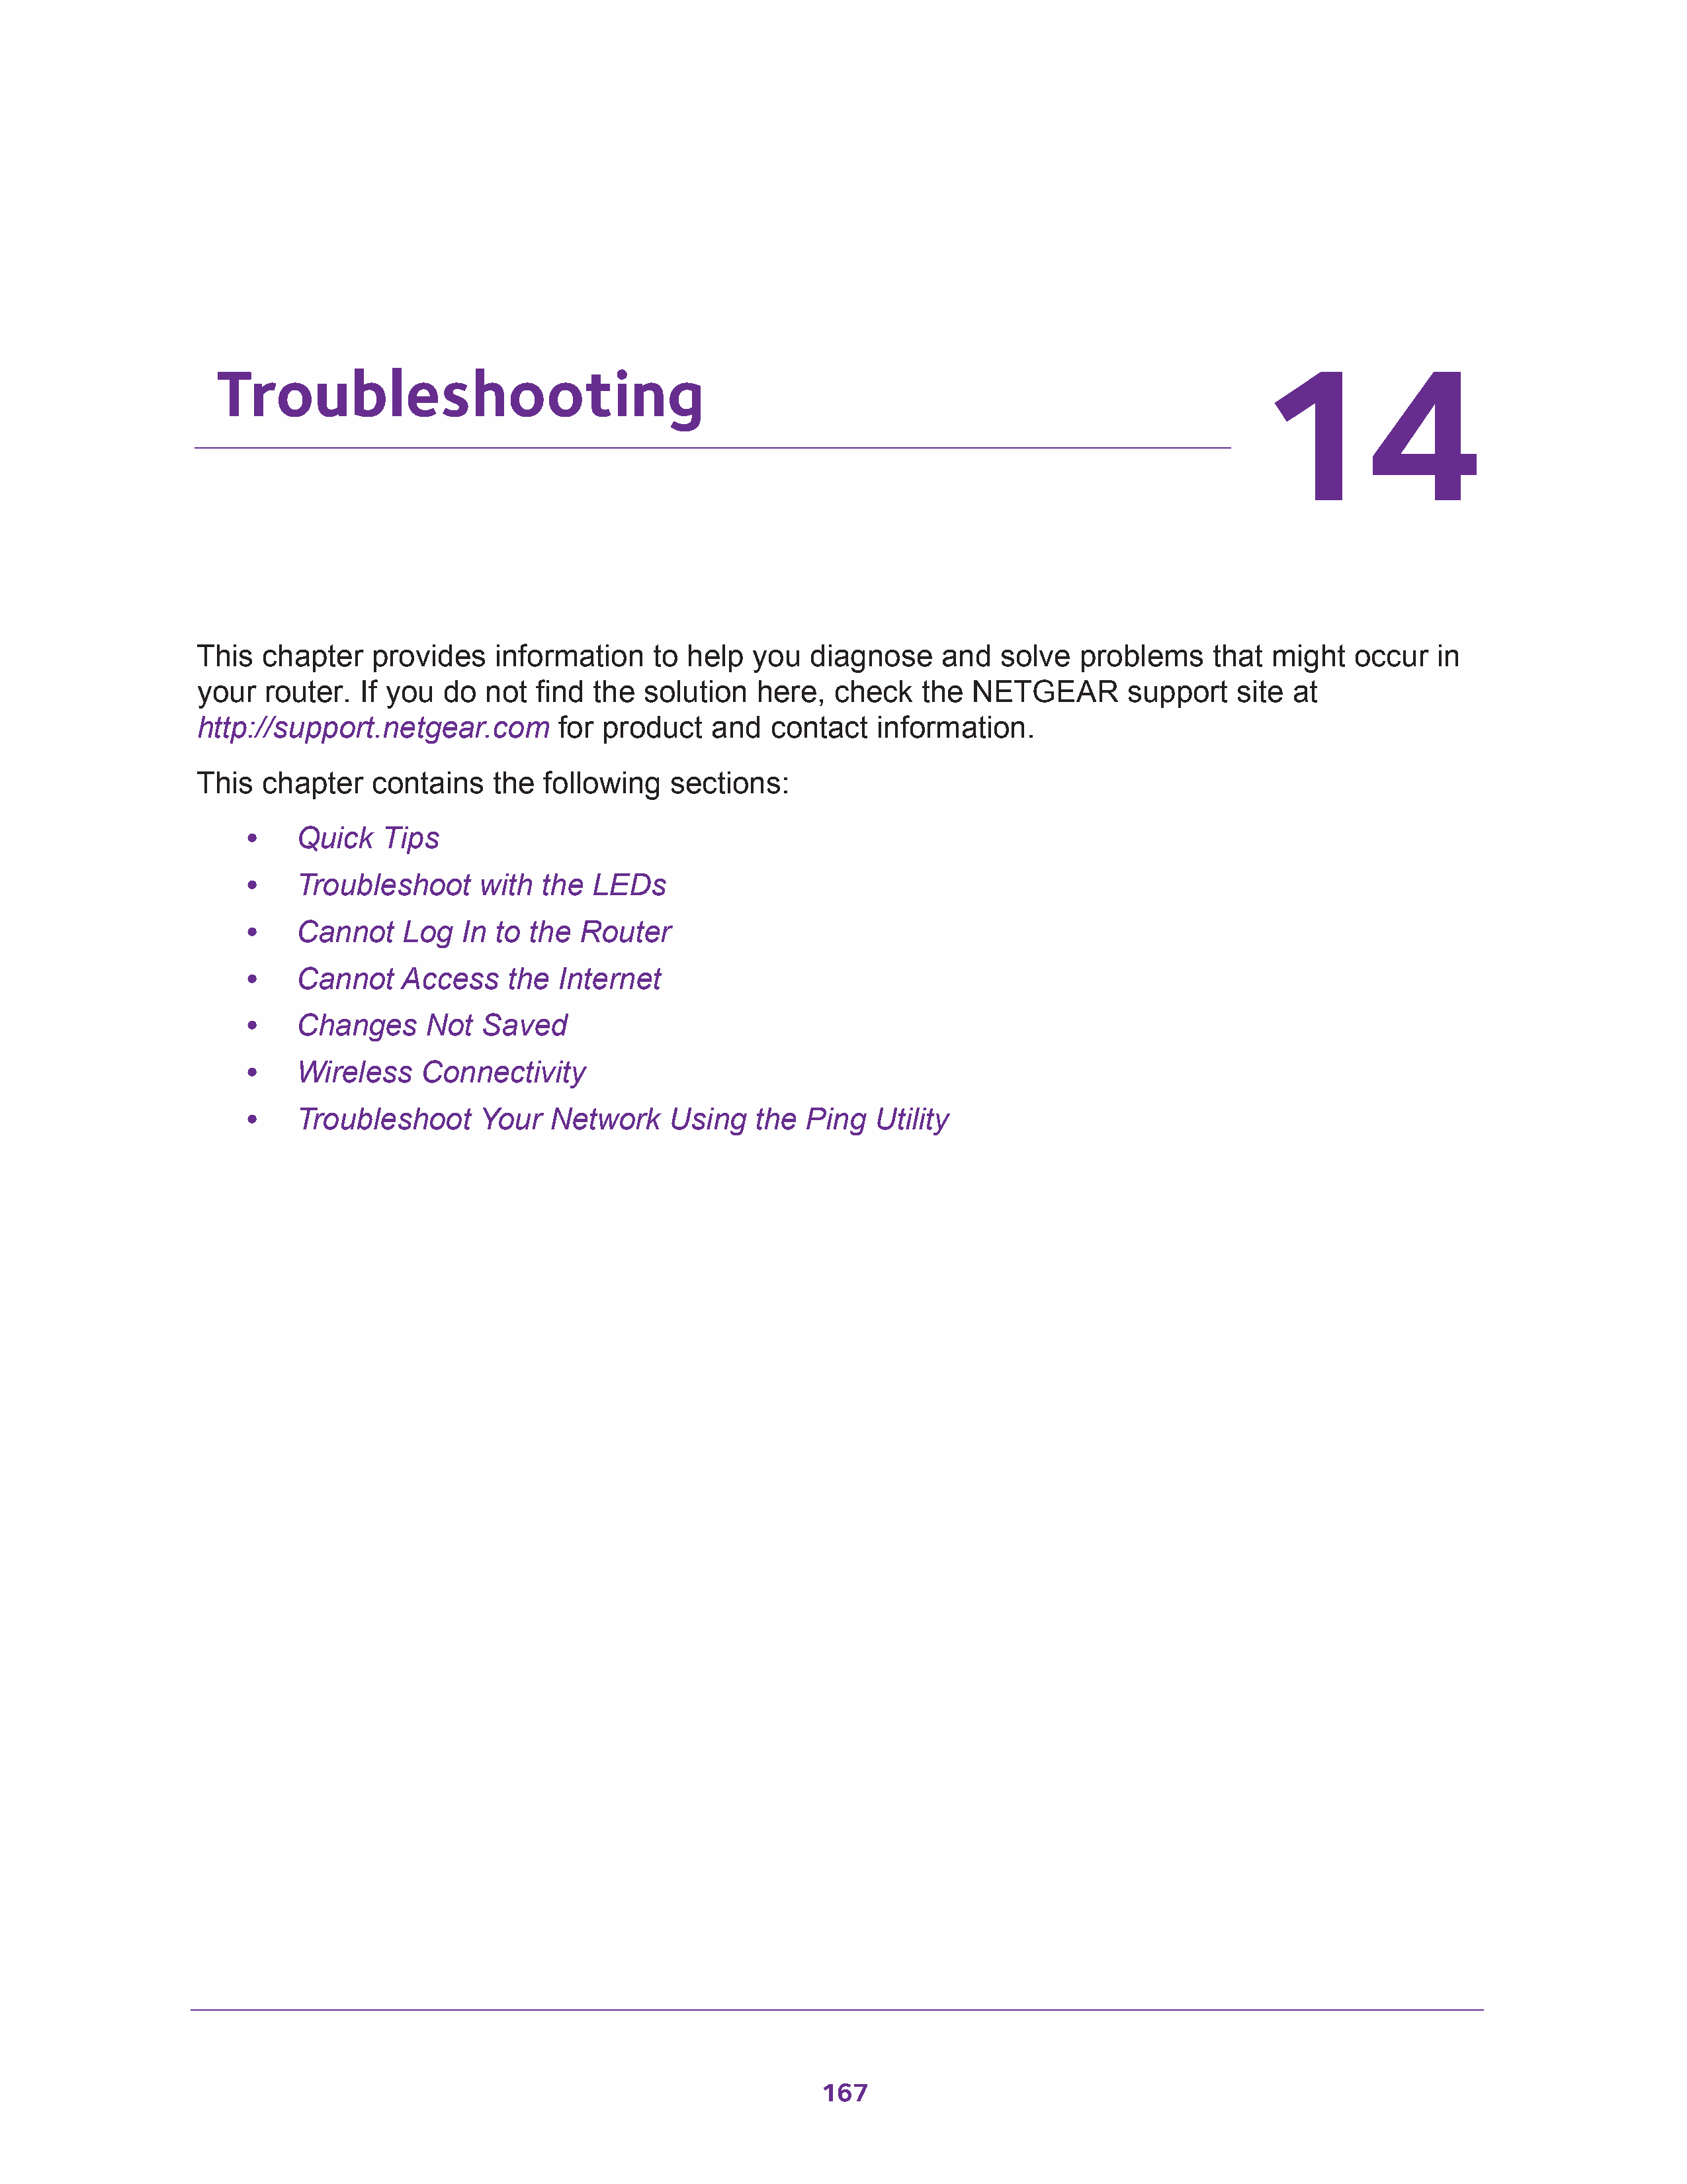 Troubleshooting
14
This chapter provides information to help you diagnose and solve problems that might occur in
your router. If you do not find the solution here, check the NETGEAR support site at
http://support.netgear.com for product and contact information.
This chapter contains the following sections:
• Quick Tips
• Troubleshoot with the LEDs
• Cannot Log In to the Router
• Cannot Access the Internet
• Changes Not Saved
• Wireless Connectivity
• Troubleshoot Your Network Using the Ping Utility
167